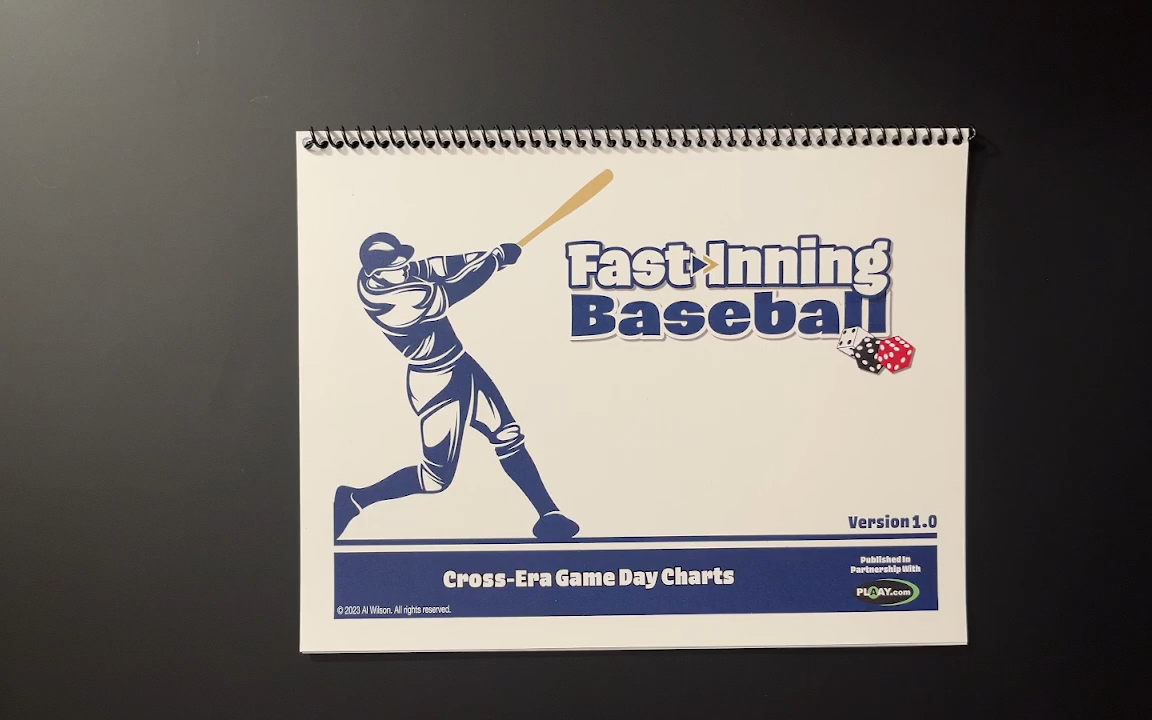 Fast Inning
Baseball
Version 1.0
Cross-Era Game Day Charts
Published In
Partnership With
PLAAY.com
© 2023 Al Wilson. All rights reserved.